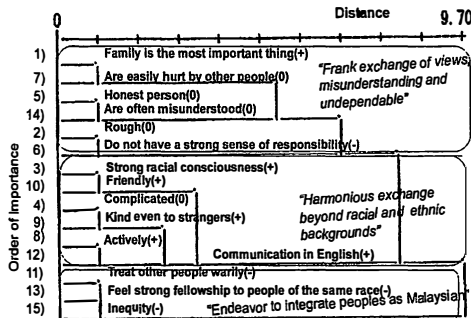 0 Distance 9.70
1) Family is the most important thing(+)
7) Are easily hurt by other people(0)
5) Honest person(0)
14) Are often misunderstood(0)
2) Rough(0)
6) Do not have a strong sense of responsibility(-)
"Frank exchange of views,
misunderstanding and
undependable"
3) Strong racial consciousness(+)
10) Friendly(+)
4) Complicated(0)
9) Kind even to strangers(+)
8) Actively(+)
12) Communication in English(+)
"Harmonious exchange
beyond racial and ethnic
backgrounds"
11) Treat other people warily(-)
13) Feel strong fellowship to people of the same race(-)
15) Inequity(-)
"Endeavor to integrate peoples as Malaysian"
Order of importance